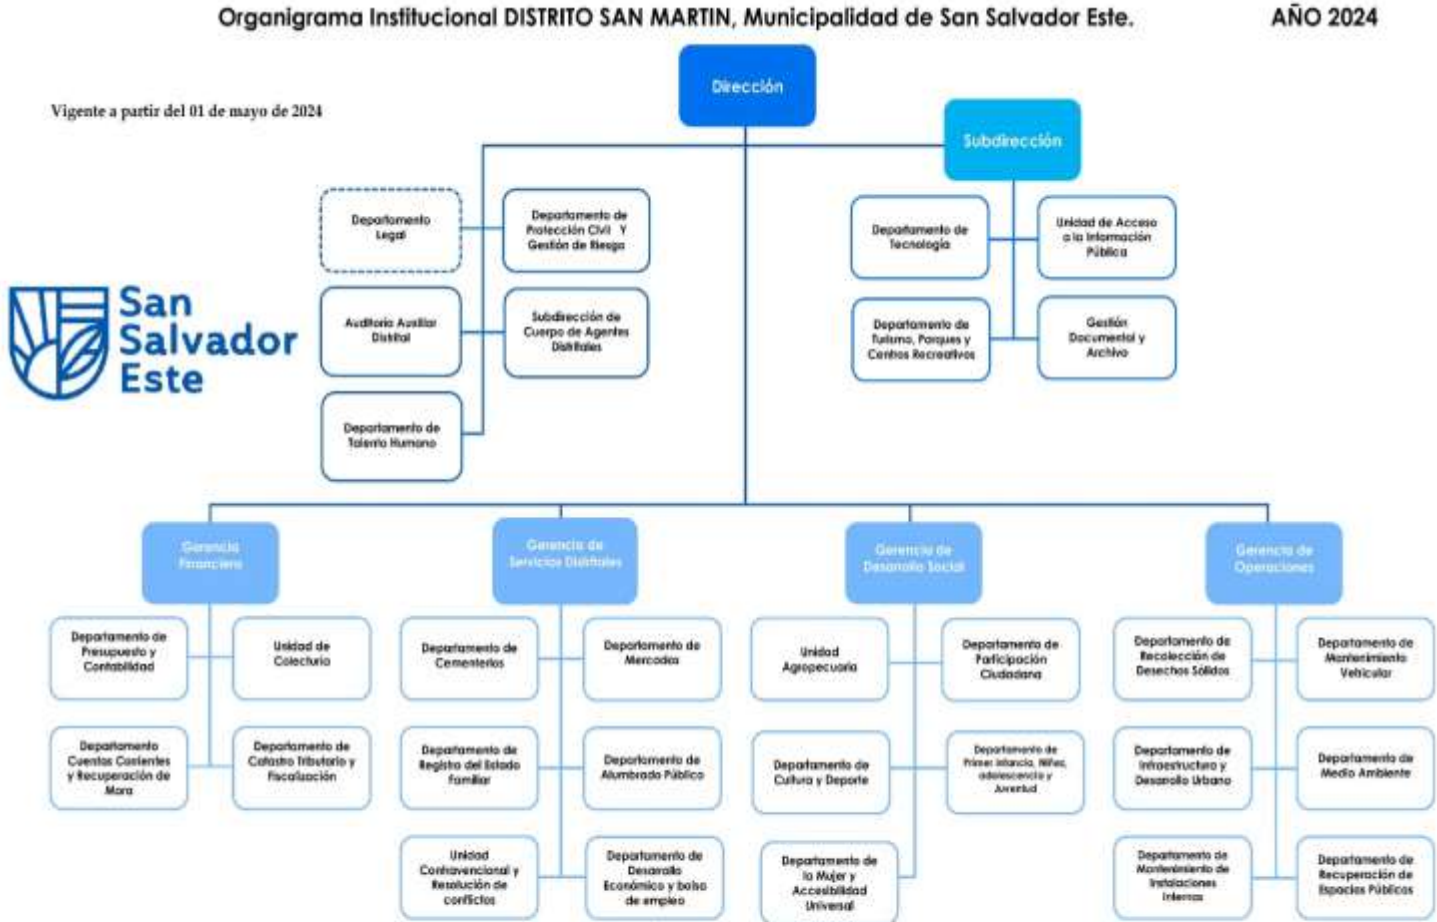 Organigrama Institucional DISTRITO SAN MARTIN, Municipalidad de San Salvador Este.
AÑO 2024
Vigente a partir del 01 de mayo de 2024
Dirección
Subdirección
Departamento
Legal
Departamento de
Protección Civil Y
Gestión de Riesgo
Auditoría Auxiliar
Distrital
Subdirección de
Cuerpo de Agentes
Distritales
Departamento de
Talento Humano
Departamento de
Tecnología
Unidad de Acceso
a la Información
Pública
Departamento de
Turismo, Parques y
Centros Recreativos
Gestión
Documental y
Archivo
San
Salvador
Este
Gerencia
Financiera
Gerencia de
Servicios Distritales
Gerencia de
Desarrollo Social
Gerencia de
Operaciones
Departamento de
Presupuesto y
Contabilidad
Unidad de
Colecturía
Departamento
Cuentas Corrientes
y Recuperación de
Mora
Departamento de
Catastro Tributario y
Fiscalización
Departamento de
Cementerios
Departamento de
Mercados
Departamento de
Registro del Estado
Familiar
Departamento de
Alumbrado Público
Unidad
Contravencional y
Resolución de
conflictos
Departamento de
Desarrollo
Económico y bolsa
de empleo
Unidad
Agropecuaria
Departamento de
Participación
Ciudadana
Departamento de
Cultura y Deporte
Departamento de
Primer infancia, Niñez,
adolescencia y
Juventud
Departamento de
la Mujer y
Accesibilidad
Universal
Departamento de
Recolección de
Desechos Sólidos
Departamento de
Mantenimiento
Vehicular
Departamento de
Infraestructura y
Desarrollo Urbano
Departamento de
Medio Ambiente
Departamento de
Mantenimiento de
Instalaciones
Internas
Departamento de
Recuperación de
Espacios Públicos